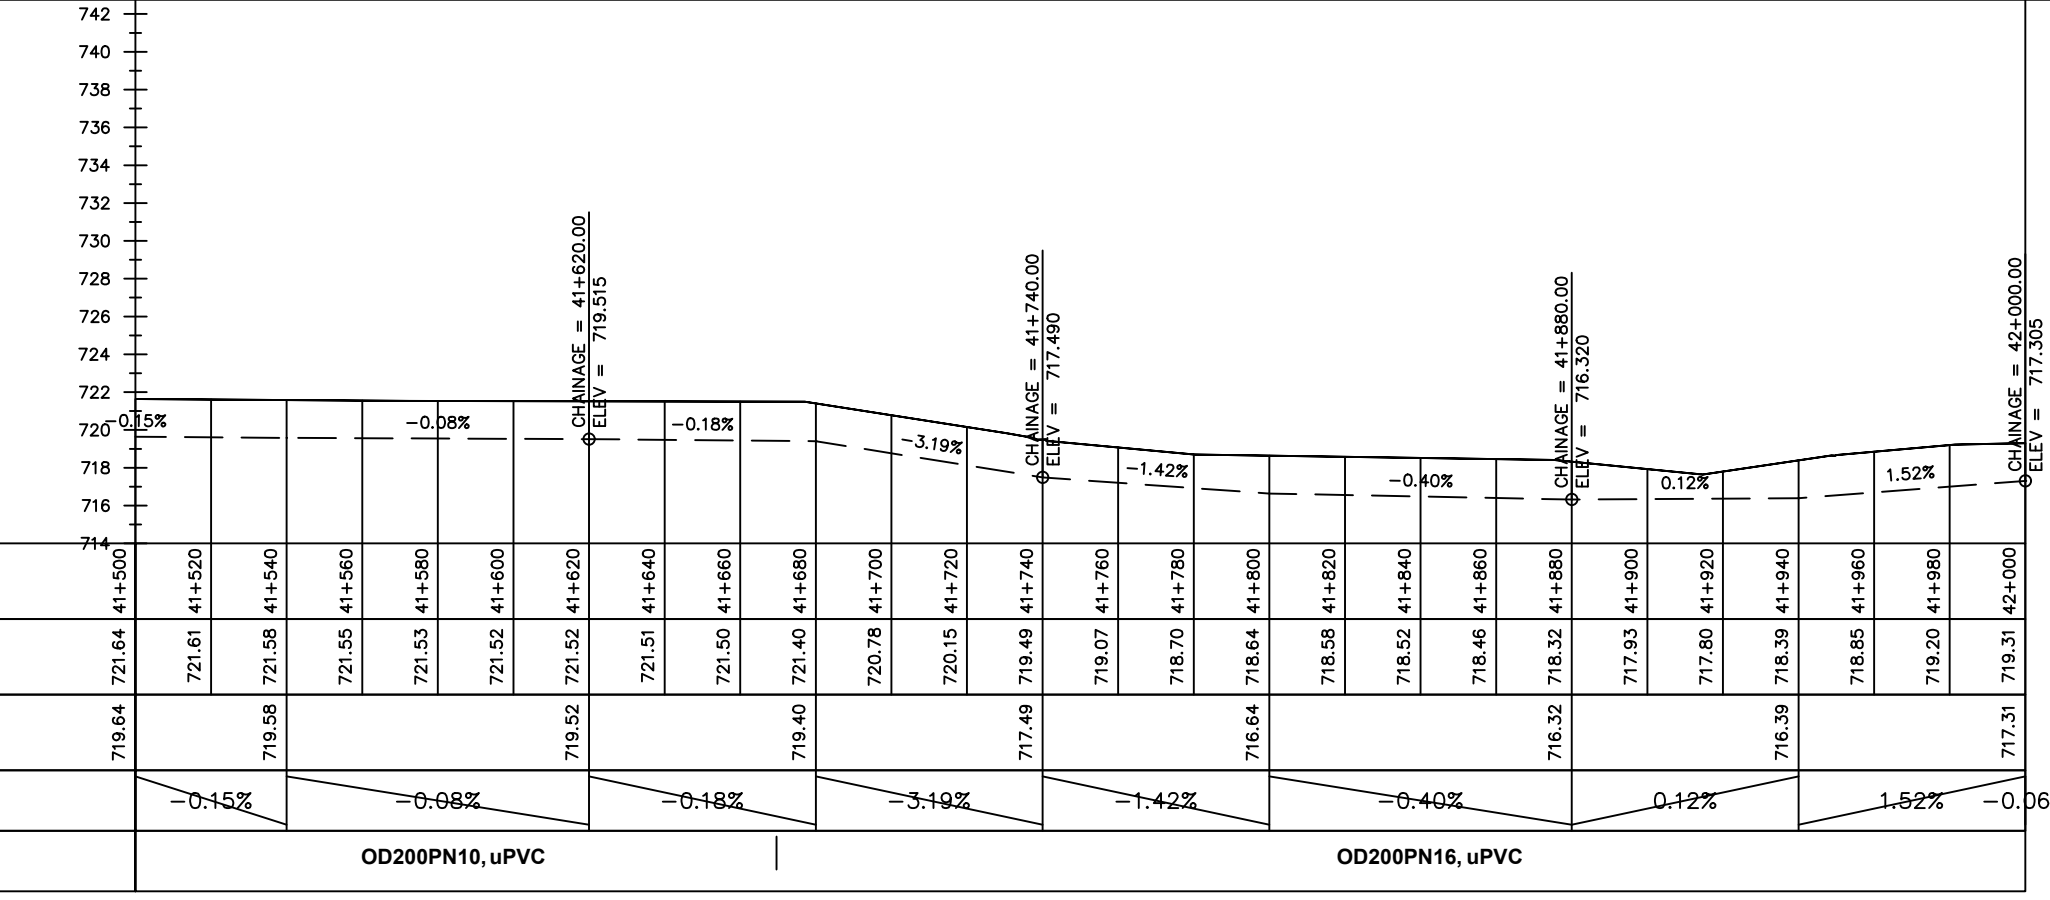 742
740
738
736
734
732
730
728
726
724
722
720
718
716
714
CHAINAGE = 41+620.00
ELEV = 719.515
CHAINAGE = 41+740.00
ELEV = 717.490
CHAINAGE = 41+880.00
ELEV = 716.320
CHAINAGE = 42+000.00
ELEV = 717.305
-0.15%
-0.08%
-0.18%
-3.19%
-1.42%
-0.40%
0.12%
1.52%
41+500 41+520 41+540 41+560 41+580 41+600 41+620 41+640 41+660 41+680 41+700 41+720 41+740 41+760 41+780 41+800 41+820 41+840 41+860 41+880 41+900 41+920 41+940 41+960 41+980 42+000
721.64 721.61 721.58 721.55 721.53 721.52 721.52 721.51 721.50 721.40 720.78 720.15 719.49 719.07 718.70 718.64 718.58 718.52 718.46 718.32 717.93 717.80 718.39 718.85 719.20 719.31
719.64 719.58 719.52 719.40 717.49 716.64 716.32 716.39 717.31
-0.15% -0.08% -0.18% -3.19% -1.42% -0.40% 0.12% 1.52% -0.06
OD200PN10, uPVC OD200PN16, uPVC